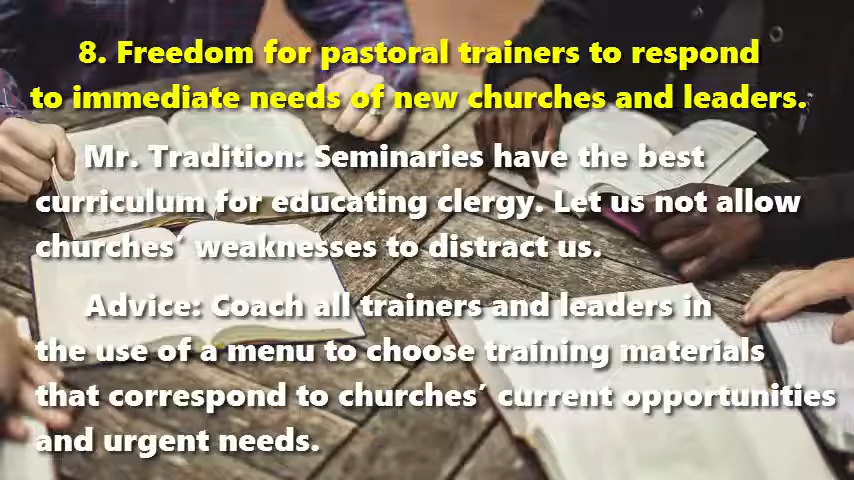 8. Freedom for pastoral trainers to respond
to immediate needs of new churches and leaders.
Mr. Tradition: Seminaries have the best
curriculum for educating clergy. Let us not allow
churches’ weaknesses to distract us.
Advice: Coach all trainers and leaders in
the use of a menu to choose training materials
that correspond to churches’ current opportunities
and urgent needs.